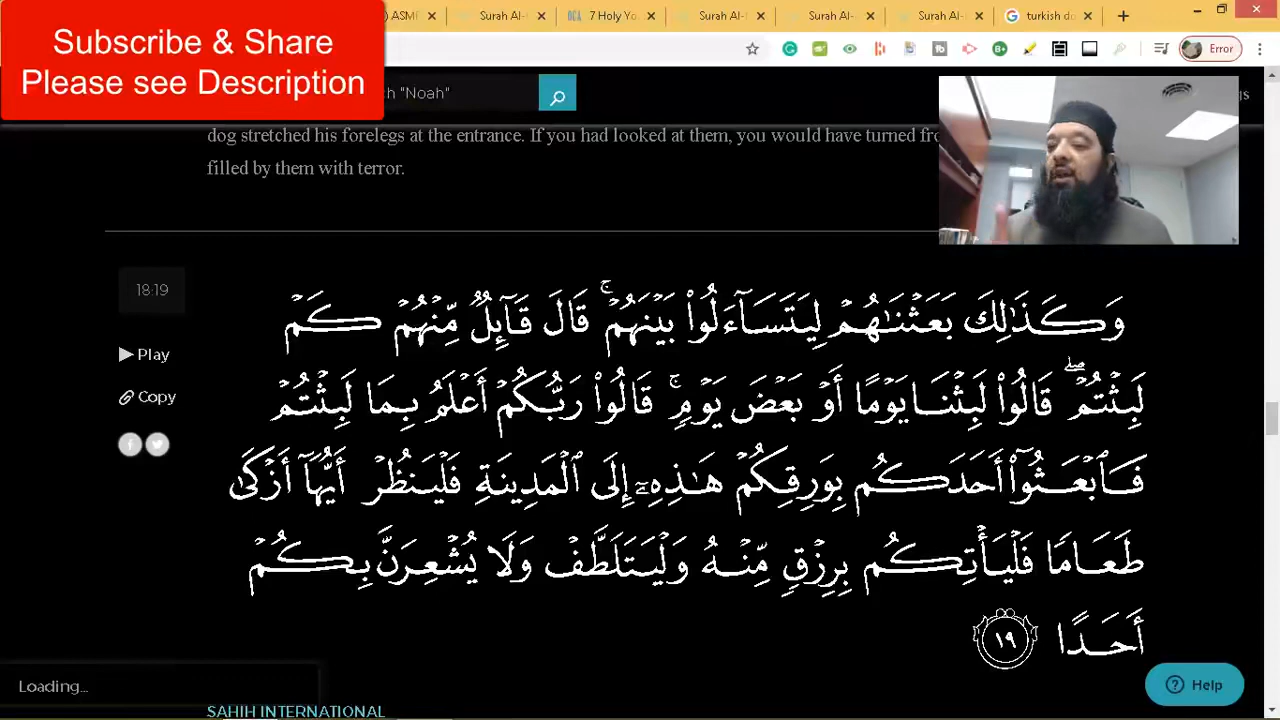 Subscribe & Share
Please see Description
) ASMR
Surah Al-
7 Holy Yo
Surah Al-
Surah Al-
Surah Al-
turkish do
Error
ch "Noah"
dog stretched his forelegs at the entrance. If you had looked at them, you would have turned fro
filled by them with terror.
18:19
Play
Copy
وَكَذَٰلِكَ بَعَثْنَـٰهُمْ لِيَتَسَآءَلُوا۟ بَيْنَهُمْ ۚ قَالَ قَآئِلٌ مِّنْهُمْ كَمْ
لَبِثْتُمْ ۖ قَالُوا۟ لَبِثْنَا يَوْمًا أَوْ بَعْضَ يَوْمٍ ۚ قَالُوا۟ رَبُّكُمْ أَعْلَمُ بِمَا لَبِثْتُمْ
فَٱبْعَثُوٓا۟ أَحَدَكُم بِوَرِقِكُمْ هَـٰذِهِۦٓ إِلَى ٱلْمَدِينَةِ فَلْيَنظُرْ أَيُّهَآ أَزْكَىٰ
طَعَامًا فَلْيَأْتِكُم بِرِزْقٍ مِّنْهُ وَلْيَتَلَطَّفْ وَلَا يُشْعِرَنَّ بِكُمْ
أَحَدًا ١٩
Loading...
Help
SAHIH INTERNATIONAL